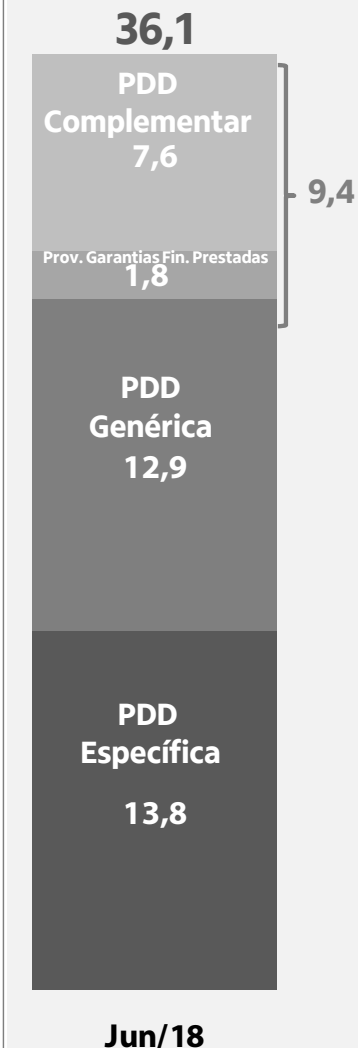 36,1
PDD
Complementar
7,6
9,4
Prov. Garantias Fin. Prestadas
1,8
PDD
Genérica
12,9
PDD
Específica
13,8
Jun/18